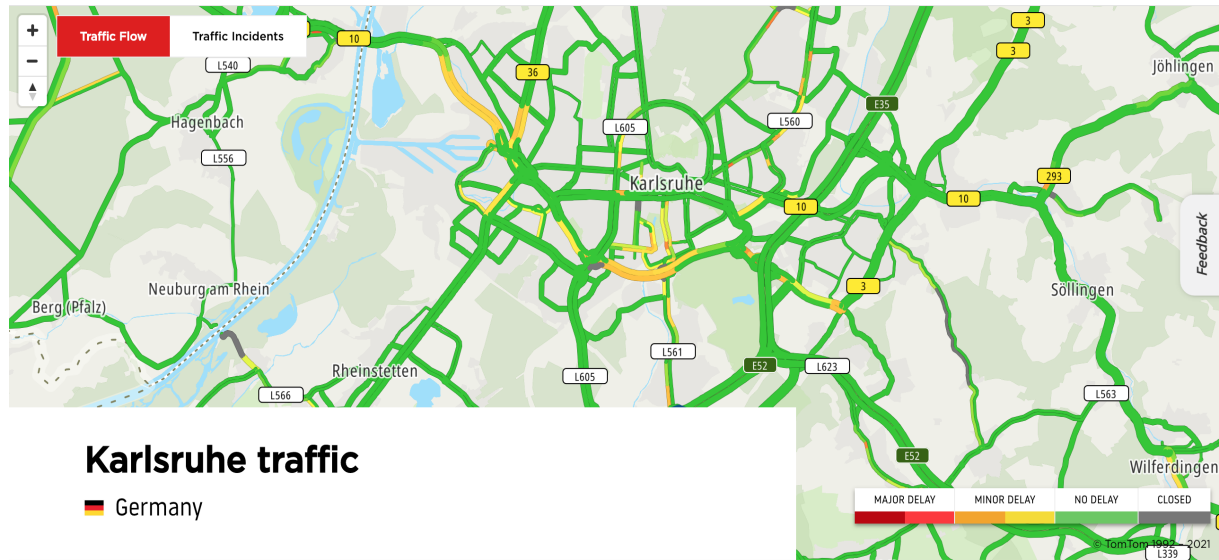 +
Traffic Flow
Traffic Incidents
−
10
3
3
L540
36
Jöhlingen
E35
Hagenbach
L605
L560
L556
Karlsruhe
293
10
10
Feedback
Neuburg am Rhein
3
Söllingen
Berg (Pfalz)
L561
Rheinstetten
E52
L623
L605
L566
L563
Karlsruhe traffic
E52
Wilferdingen
Germany
MAJOR DELAY
MINOR DELAY
NO DELAY
CLOSED
© TomTom 1992 – 2021
L339